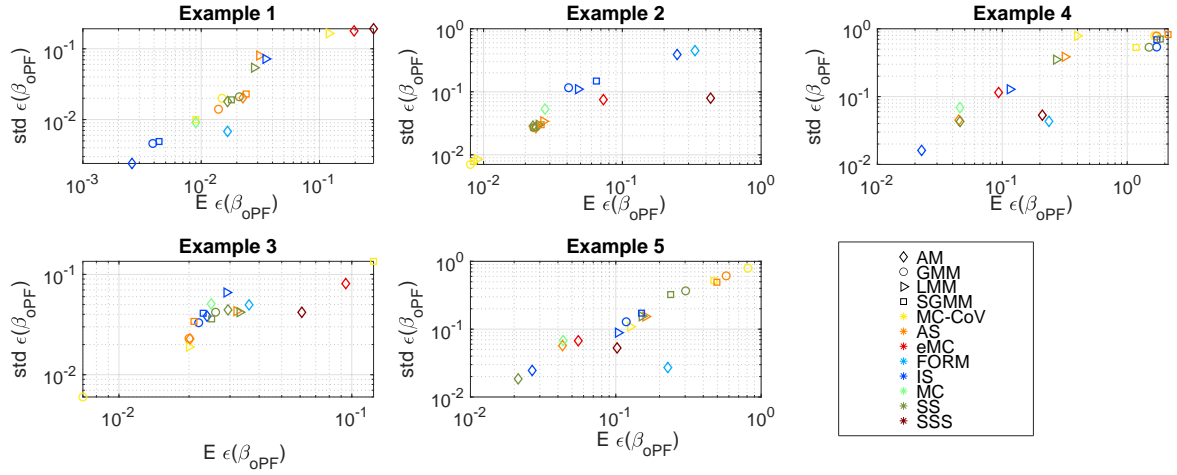 Example 1
std ϵ(β_oPF)
10^-1
10^-2
10^-3
10^-2
10^-1
E ϵ(β_oPF)
Example 2
std ϵ(β_oPF)
10^0
10^-1
10^-2
10^-2
10^-1
10^0
E ϵ(β_oPF)
Example 4
std ϵ(β_oPF)
10^0
10^-1
10^-2
10^-2
10^-1
10^0
E ϵ(β_oPF)
Example 3
std ϵ(β_oPF)
10^-1
10^-2
10^-2
10^-1
E ϵ(β_oPF)
Example 5
std ϵ(β_oPF)
10^0
10^-1
10^-2
10^-2
10^-1
10^0
E ϵ(β_oPF)
AM
GMM
LMM
SGMM
MC-CoV
AS
eMC
FORM
IS
MC
SS
SSS